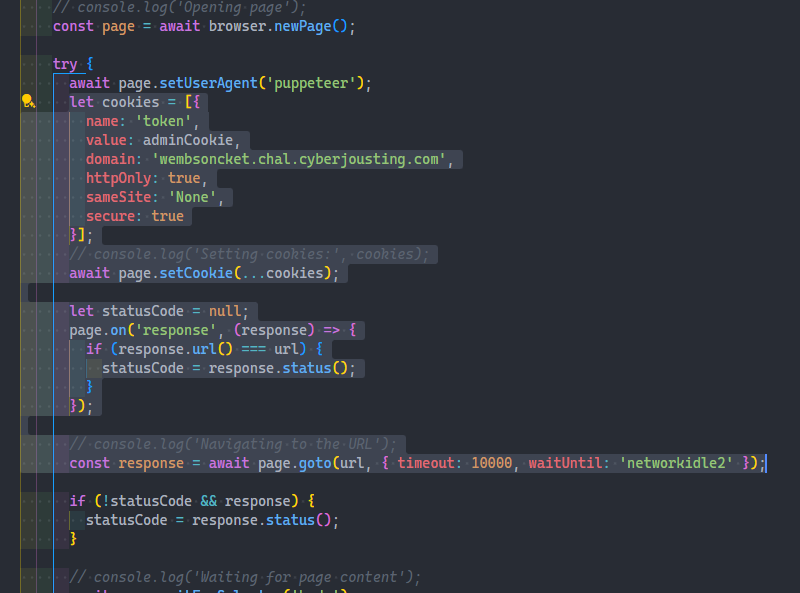 // console.log('Opening page');
const page = await browser.newPage();
try {
await page.setUserAgent('puppeteer');
let cookies = [{
name: 'token',
value: adminCookie,
domain: 'wembsoncket.chal.cyberjousting.com',
httpOnly: true,
sameSite: 'None',
secure: true
}];
// console.log('Setting cookies:', cookies);
await page.setCookie(...cookies);
let statusCode = null;
page.on('response', (response) => {
if (response.url() === url) {
statusCode = response.status();
}
});
// console.log('Navigating to the URL');
const response = await page.goto(url, { timeout: 10000, waitUntil: 'networkidle2' });
if (!statusCode && response) {
statusCode = response.status();
}
// console.log('Waiting for page content');